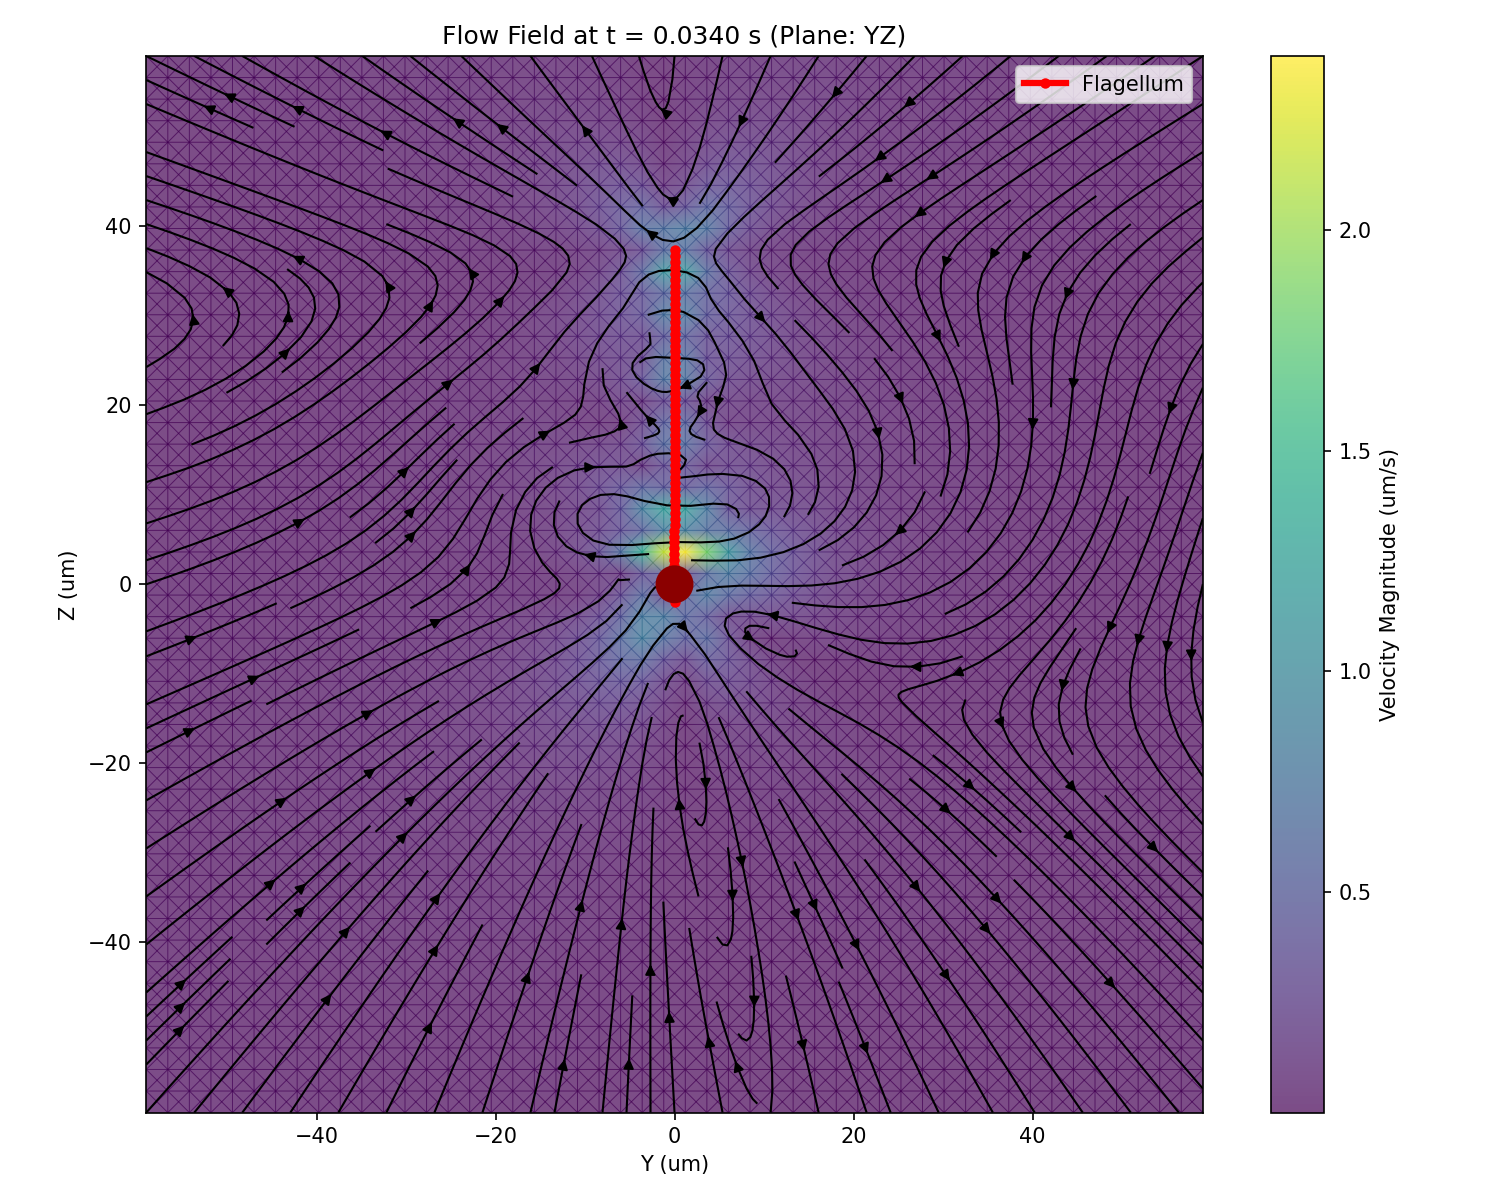 Flow Field at t = 0.0340 s (Plane: YZ)
Flagellum
40
20
0
−20
−40
Z (um)
−40
−20
0
20
40
Y (um)
2.0
1.5
1.0
0.5
Velocity Magnitude (um/s)